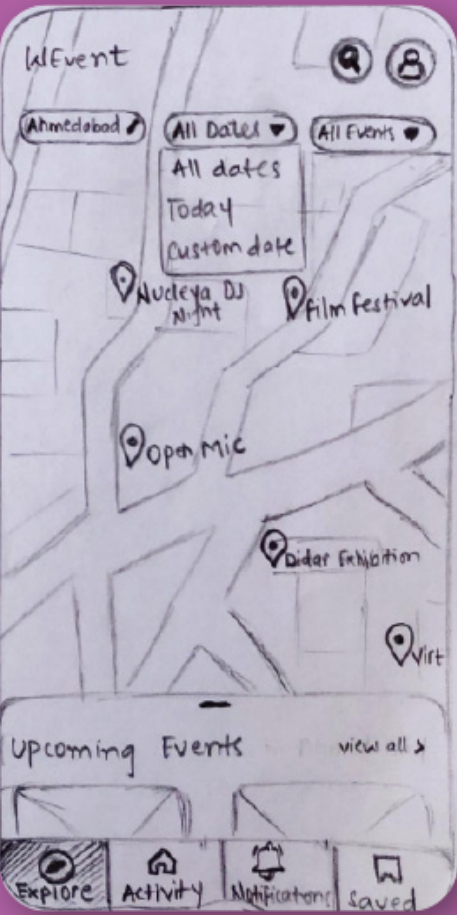 WEvent
Ahmedabad
All Dates
All Events
All dates
Today
Custom date
Nucleya DJ
Night
Film Festival
Open Mic
Didar Exhibition
Virt
Upcoming Events
view all >
Explore
Activity
Notifications
Saved